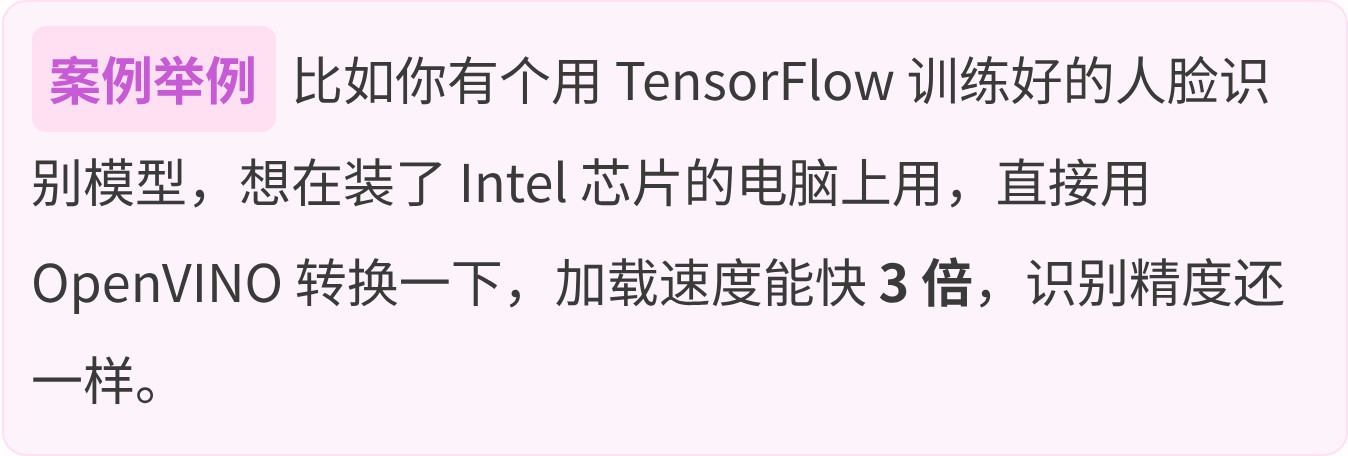 案例举例 比如你有个用 TensorFlow 训练好的人脸识
别模型，想在装了 Intel 芯片的电脑上用，直接用
OpenVINO 转换一下，加载速度能快 3 倍，识别精度还
一样。